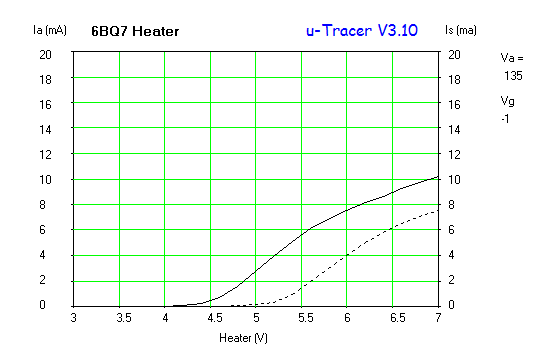 Ia (mA) 6BQ7 Heater u-Tracer V3.10 Is (ma)
20 20
Va =
18 18
135
16 16
Vg
14 14
-1
12 12
10 10
8 8
6 6
4 4
2 2
0 0
3 3.5 4 4.5 5 5.5 6 6.5 7
Heater (V)